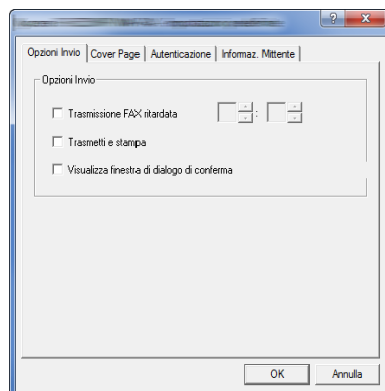 Opzioni Invio Cover Page Autenticazione Informaz. Mittente
Opzioni Invio
Trasmissione FAX ritardata :
Trasmetti e stampa
Visualizza finestra di dialogo di conferma
OK Annulla